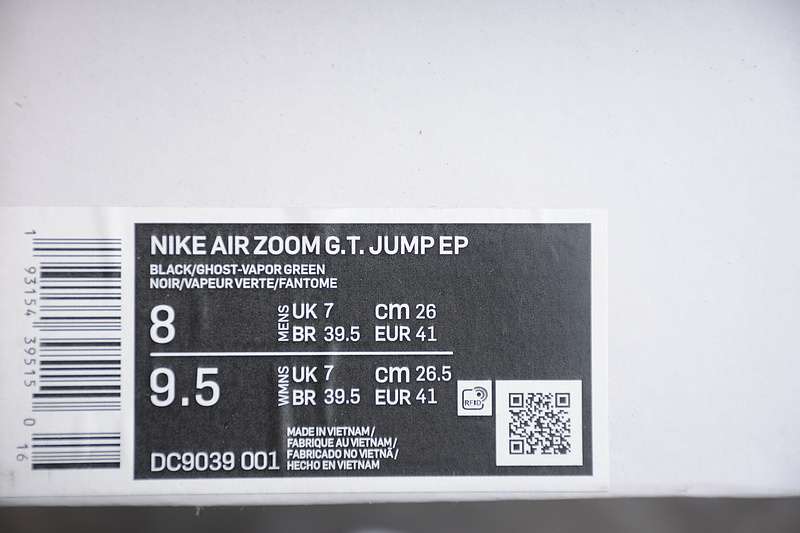 NIKE AIR ZOOM G.T. JUMP EP
BLACK/GHOST-VAPOR GREEN
NOIR/VAPEUR VERTE/FANTOME
8 MENS UK 7 cm 26
BR 39.5 EUR 41
9.5 WMNS UK 7 cm 26.5
BR 39.5 EUR 41
RFID
MADE IN VIETNAM/
FABRIQUE AU VIETNAM/
FABRICADO NO VIETNÃ/
HECHO EN VIETNAM
DC9039 001
1 93154 39515 0 16